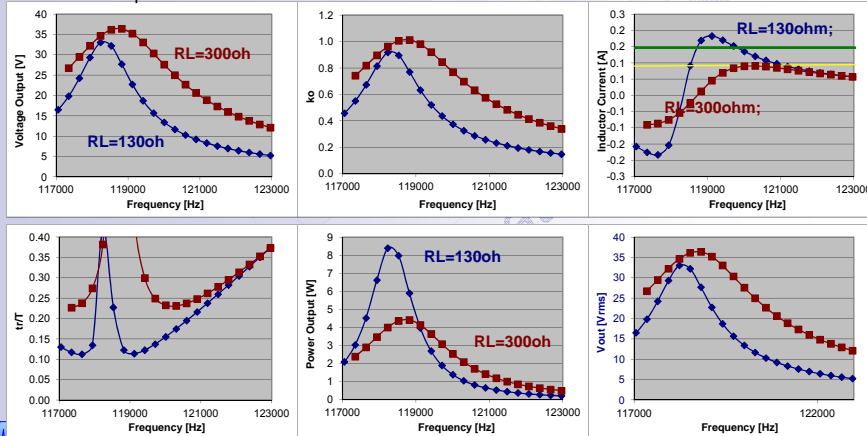 Voltage Output [V]
40
35
30
25
20
15
10
5
0
RL=300oh
RL=130oh
117000 119000 121000 123000
Frequency [Hz]
ko
1.2
1.0
0.8
0.6
0.4
0.2
0.0
117000 119000 121000 123000
Frequency [Hz]
Inductor Current [A]
0.3
0.2
0.2
0.1
0.1
0.0
-0.1
-0.1
-0.2
-0.2
-0.3
RL=130ohm;
RL=300ohm;
117000 119000 121000 123000
Frequency [Hz]
tr/T
0.40
0.35
0.30
0.25
0.20
0.15
0.10
0.05
0.00
117000 119000 121000 123000
Frequency [Hz]
Power Output [W]
9
8
7
6
5
4
3
2
1
0
RL=130oh
RL=300oh
117000 119000 121000 123000
Frequency [Hz]
Vout [Vrms]
40
35
30
25
20
15
10
5
0
117000 122000
Frequency [Hz]